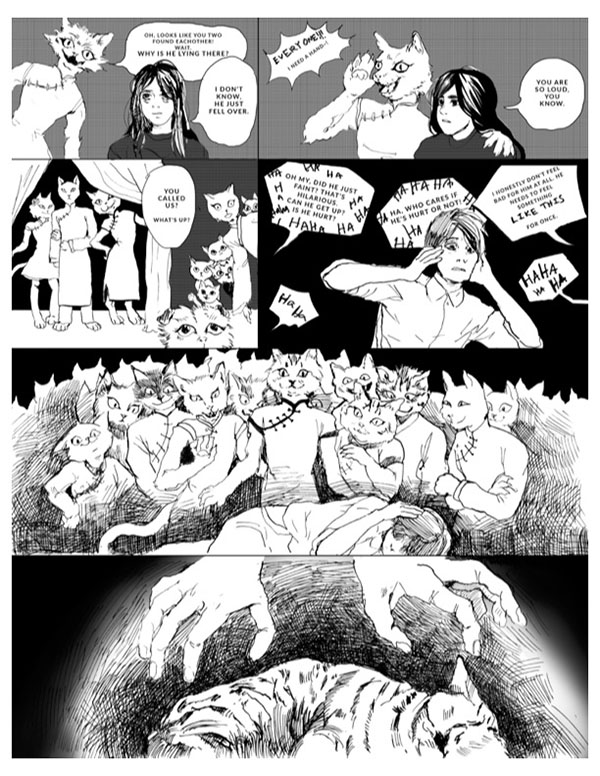 OH, LOOKS LIKE YOU TWO
FOUND EACHOTHER!
WAIT.
WHY IS HE LYING THERE?
I DON'T
KNOW,
HE JUST
FELL OVER.
EVERYONE!!!
I NEED A HAND~!
YOU ARE
SO LOUD,
YOU
KNOW.
YOU
CALLED
US?
WHAT'S UP?
HA HA
HA
OH MY, DID HE JUST
FAINT? THAT'S
HILARIOUS.
CAN HE GET UP?
IS HE HURT?
HAHA HA
HA HA HA HA
HA, WHO CARES IF
HE'S HURT OR NOT!
I HONESTLY DON'T FEEL
BAD FOR HIM AT ALL. HE
NEEDS TO FEEL
SOMETHING
LIKE THIS
FOR ONCE.
HAHA
HA HA
HAHA